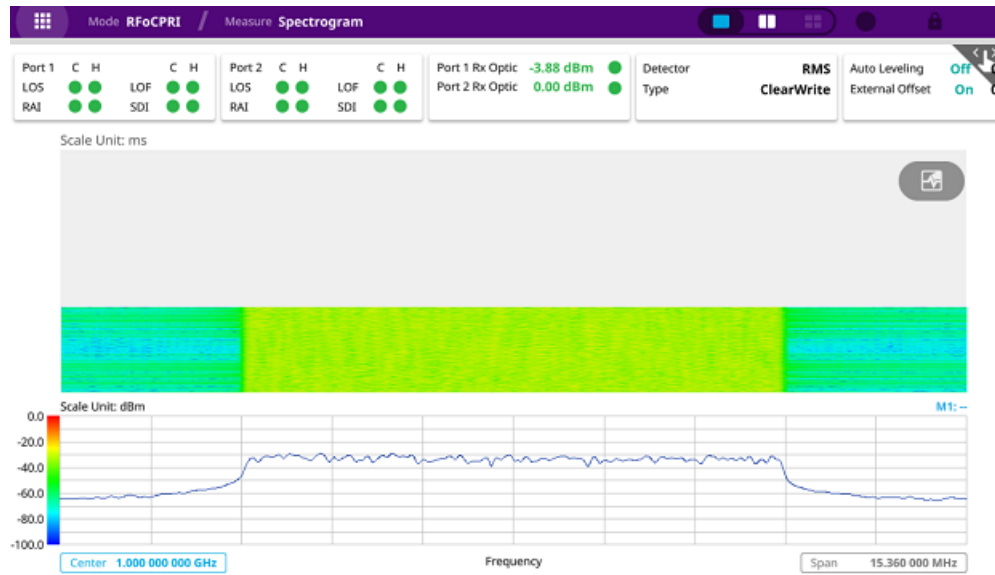 Mode RFoCPRI / Measure Spectrogram
Port 1 C H C H
LOS LOF
RAI SDI
Port 2 C H C H
LOS LOF
RAI SDI
Port 1 Rx Optic -3.88 dBm
Port 2 Rx Optic 0.00 dBm
Detector RMS
Type ClearWrite
Auto Leveling Off
External Offset On
Scale Unit: ms
Scale Unit: dBm M1: --
0.0
-20.0
-40.0
-60.0
-80.0
-100.0
Center 1.000 000 000 GHz Frequency Span 15.360 000 MHz